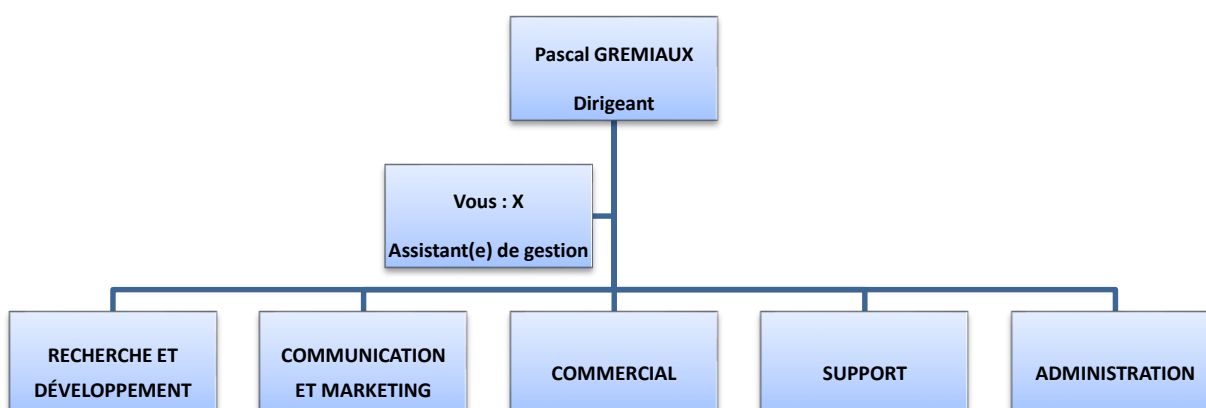 Pascal GREMIAUX
Dirigeant
Vous : X
Assistant(e) de gestion
RECHERCHE ET
DÉVELOPPEMENT
COMMUNICATION
ET MARKETING
COMMERCIAL
SUPPORT
ADMINISTRATION